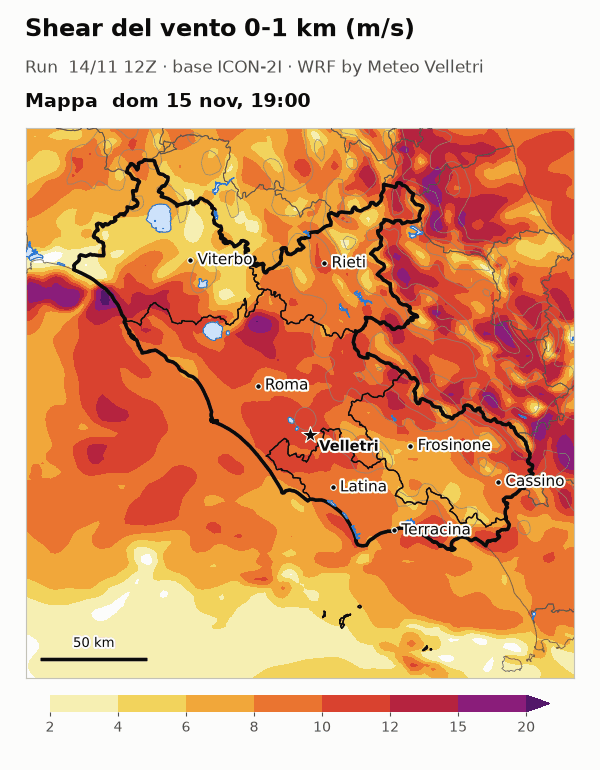 Shear del vento 0-1 km (m/s)
Run  14/11 12Z · base ICON-2I · WRF by Meteo Velletri
Mappa  dom 15 nov, 19:00
Viterbo
Rieti
Roma
Velletri
Frosinone
Latina
Cassino
Terracina
50 km
2 4 6 8 10 12 15 20